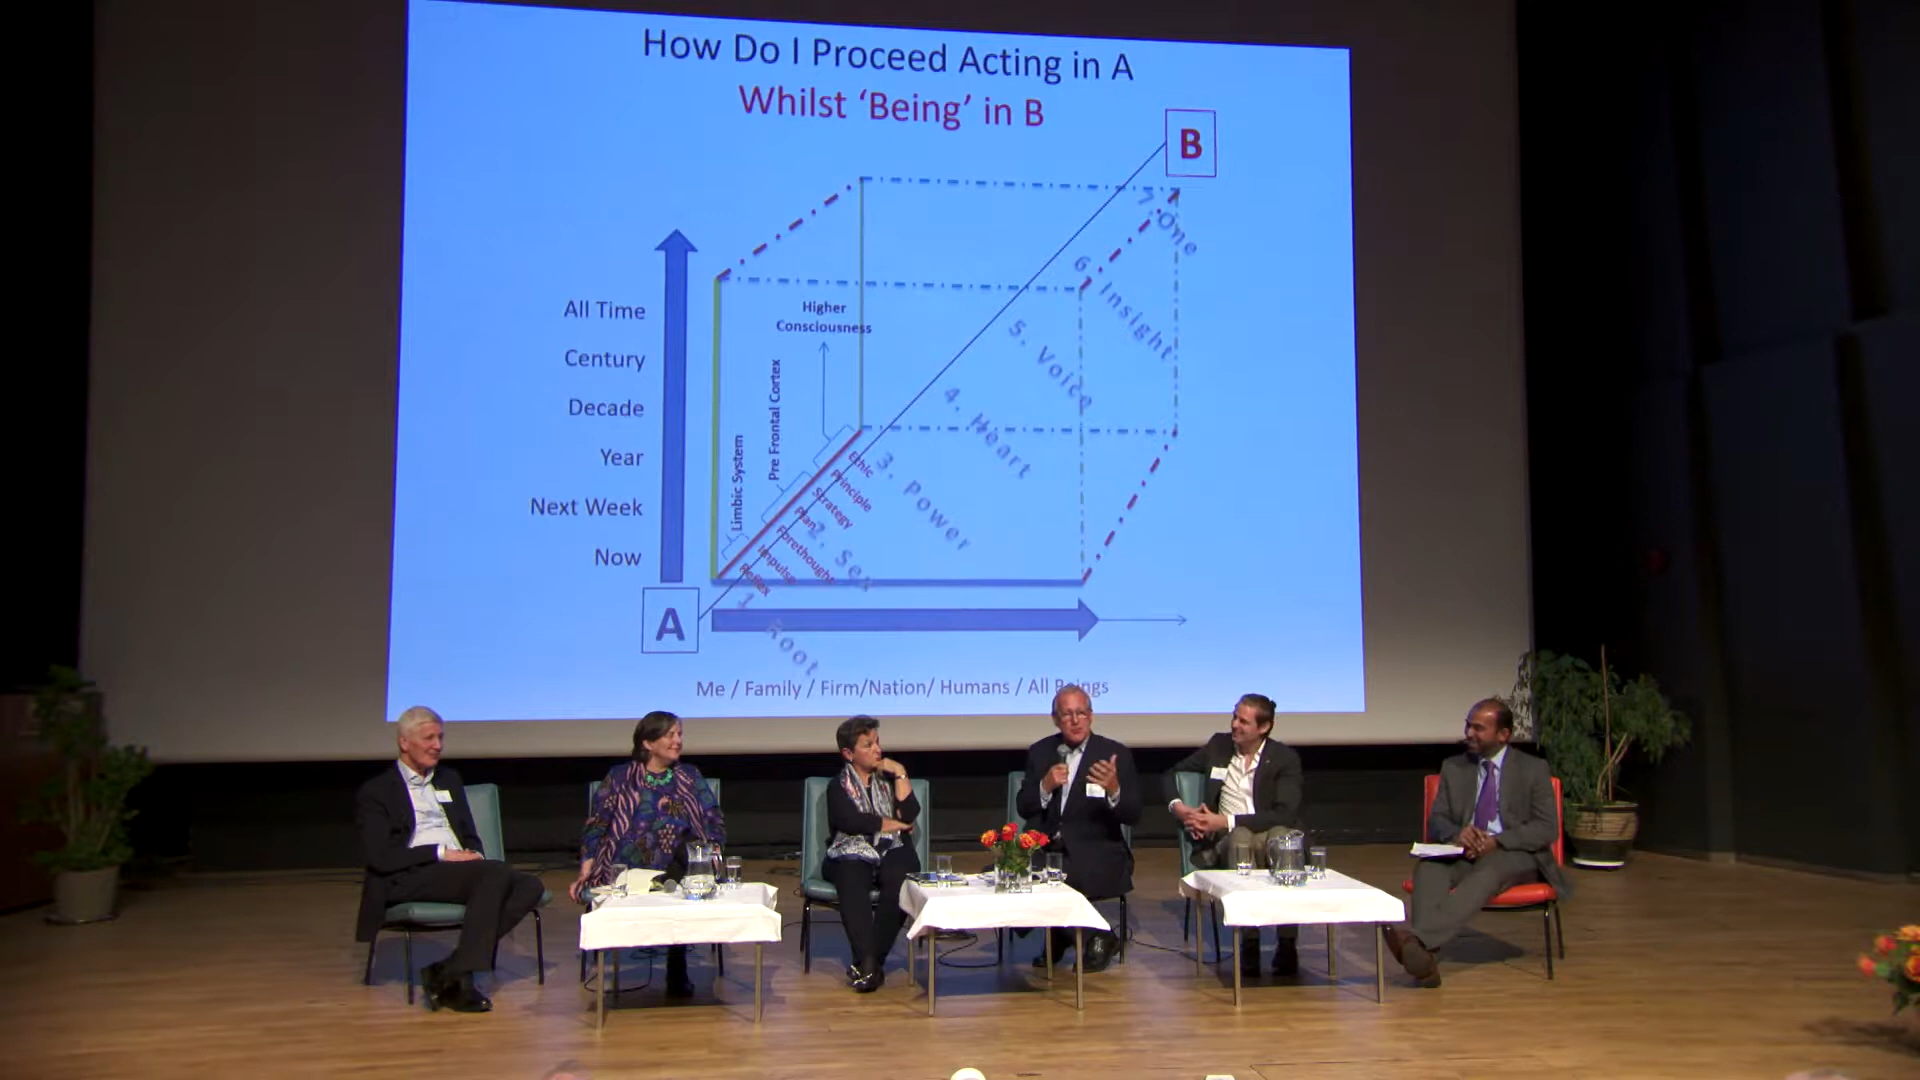 How Do I Proceed Acting in A
Whilst ‘Being’ in B
B
7. One
6 Insight
5. Voice
4. Heart
3. Power
2. Sex
1 Root
Higher
Consciousness
Pre Frontal Cortex
Limbic System
Ethic
Principle
Strategy
Plan
Forethought
Impulse
Reflex
All Time
Century
Decade
Year
Next Week
Now
A
Me / Family / Firm/Nation/ Humans / All Beings